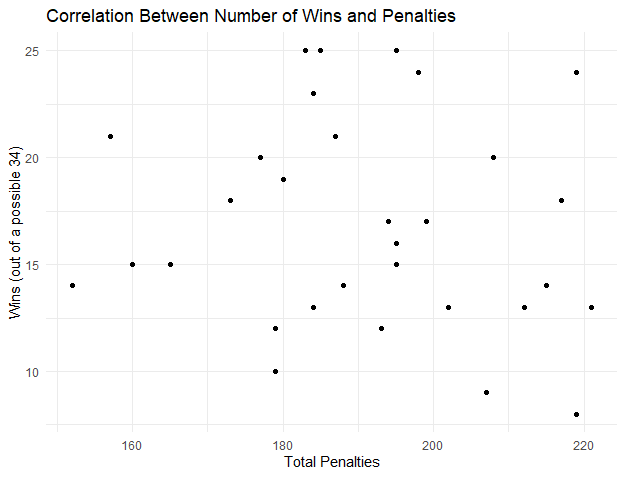 Correlation Between Number of Wins and Penalties
Wins (out of a possible 34)
25
20
15
10
160 180 200 220
Total Penalties